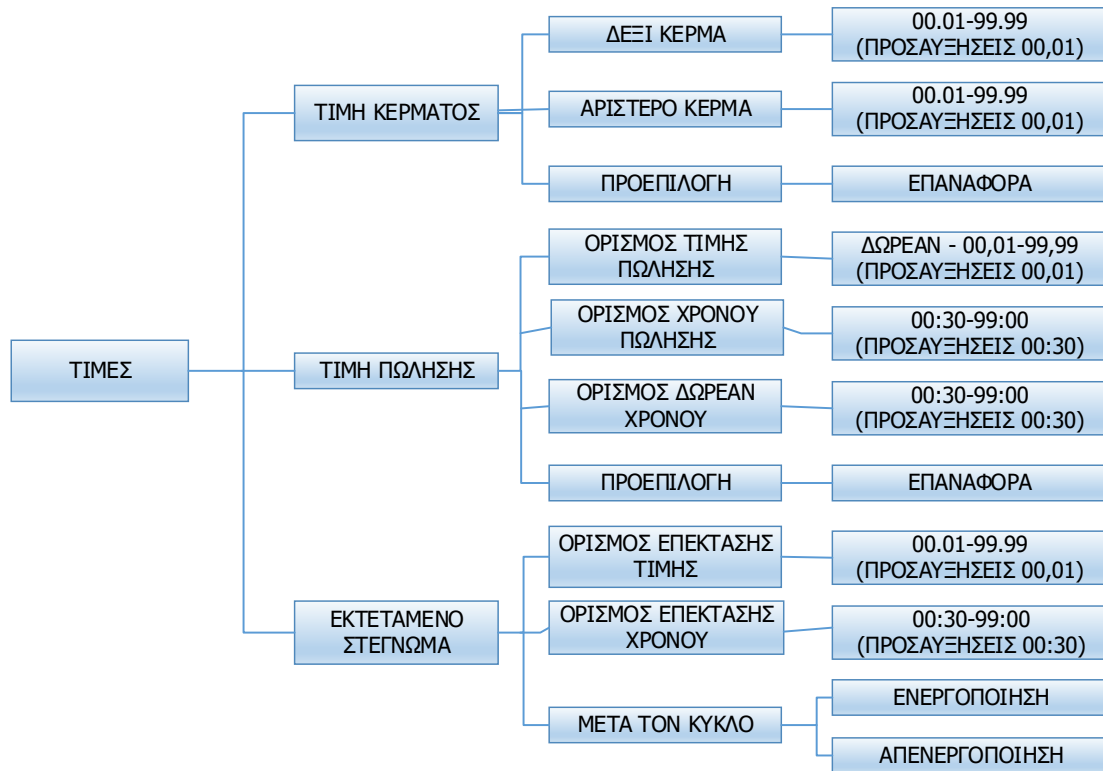 ΤΙΜΕΣ
ΤΙΜΗ ΚΕΡΜΑΤΟΣ
ΔΕΞΙ ΚΕΡΜΑ
00.01-99.99
(ΠΡΟΣΑΥΞΗΣΕΙΣ 00,01)
ΑΡΙΣΤΕΡΟ ΚΕΡΜΑ
00.01-99.99
(ΠΡΟΣΑΥΞΗΣΕΙΣ 00,01)
ΠΡΟΕΠΙΛΟΓΗ
ΕΠΑΝΑΦΟΡΑ
ΤΙΜΗ ΠΩΛΗΣΗΣ
ΟΡΙΣΜΟΣ ΤΙΜΗΣ
ΠΩΛΗΣΗΣ
ΔΩΡΕΑΝ - 00,01-99,99
(ΠΡΟΣΑΥΞΗΣΕΙΣ 00,01)
ΟΡΙΣΜΟΣ ΧΡΟΝΟΥ
ΠΩΛΗΣΗΣ
00:30-99:00
(ΠΡΟΣΑΥΞΗΣΕΙΣ 00:30)
ΟΡΙΣΜΟΣ ΔΩΡΕΑΝ
ΧΡΟΝΟΥ
00:30-99:00
(ΠΡΟΣΑΥΞΗΣΕΙΣ 00:30)
ΠΡΟΕΠΙΛΟΓΗ
ΕΠΑΝΑΦΟΡΑ
ΕΚΤΕΤΑΜΕΝΟ
ΣΤΕΓΝΩΜΑ
ΟΡΙΣΜΟΣ ΕΠΕΚΤΑΣΗΣ
ΤΙΜΗΣ
00.01-99.99
(ΠΡΟΣΑΥΞΗΣΕΙΣ 00,01)
ΟΡΙΣΜΟΣ ΕΠΕΚΤΑΣΗΣ
ΧΡΟΝΟΥ
00:30-99:00
(ΠΡΟΣΑΥΞΗΣΕΙΣ 00:30)
ΜΕΤΑ ΤΟΝ ΚΥΚΛΟ
ΕΝΕΡΓΟΠΟΙΗΣΗ
ΑΠΕΝΕΡΓΟΠΟΙΗΣΗ